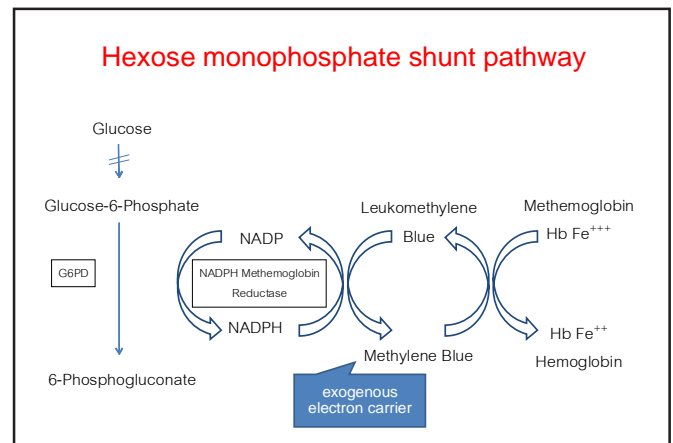 Hexose monophosphate shunt pathway
Glucose
Glucose-6-Phosphate
G6PD
6-Phosphogluconate
NADP
NADPH Methemoglobin
Reductase
NADPH
Leukomethylene
Blue
Methylene Blue
exogenous
electron carrier
Methemoglobin
Hb Fe+++
Hb Fe++
Hemoglobin